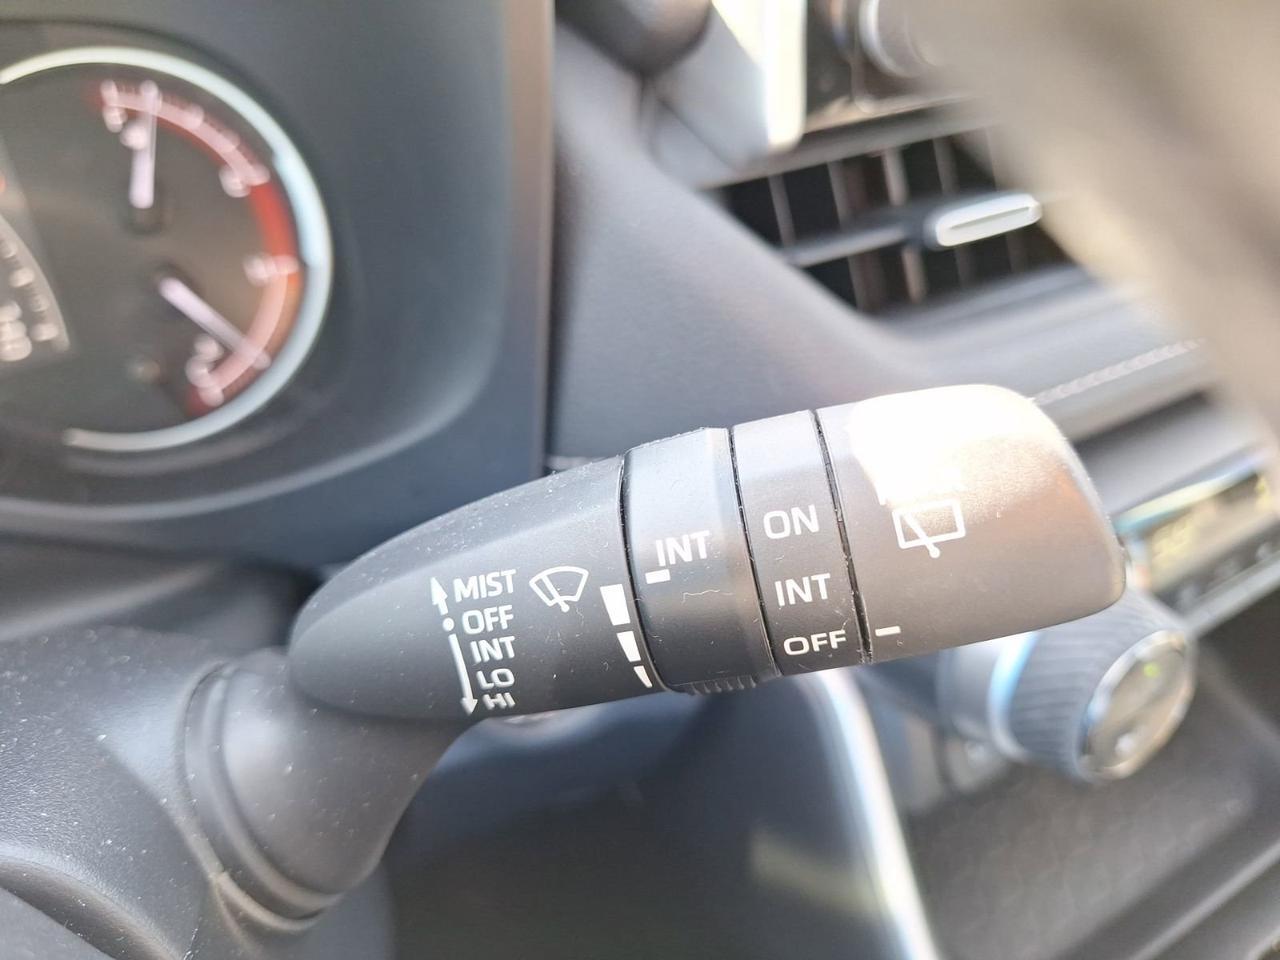 MIST
OFF
INT
LO
HI
INT
ON
INT
OFF